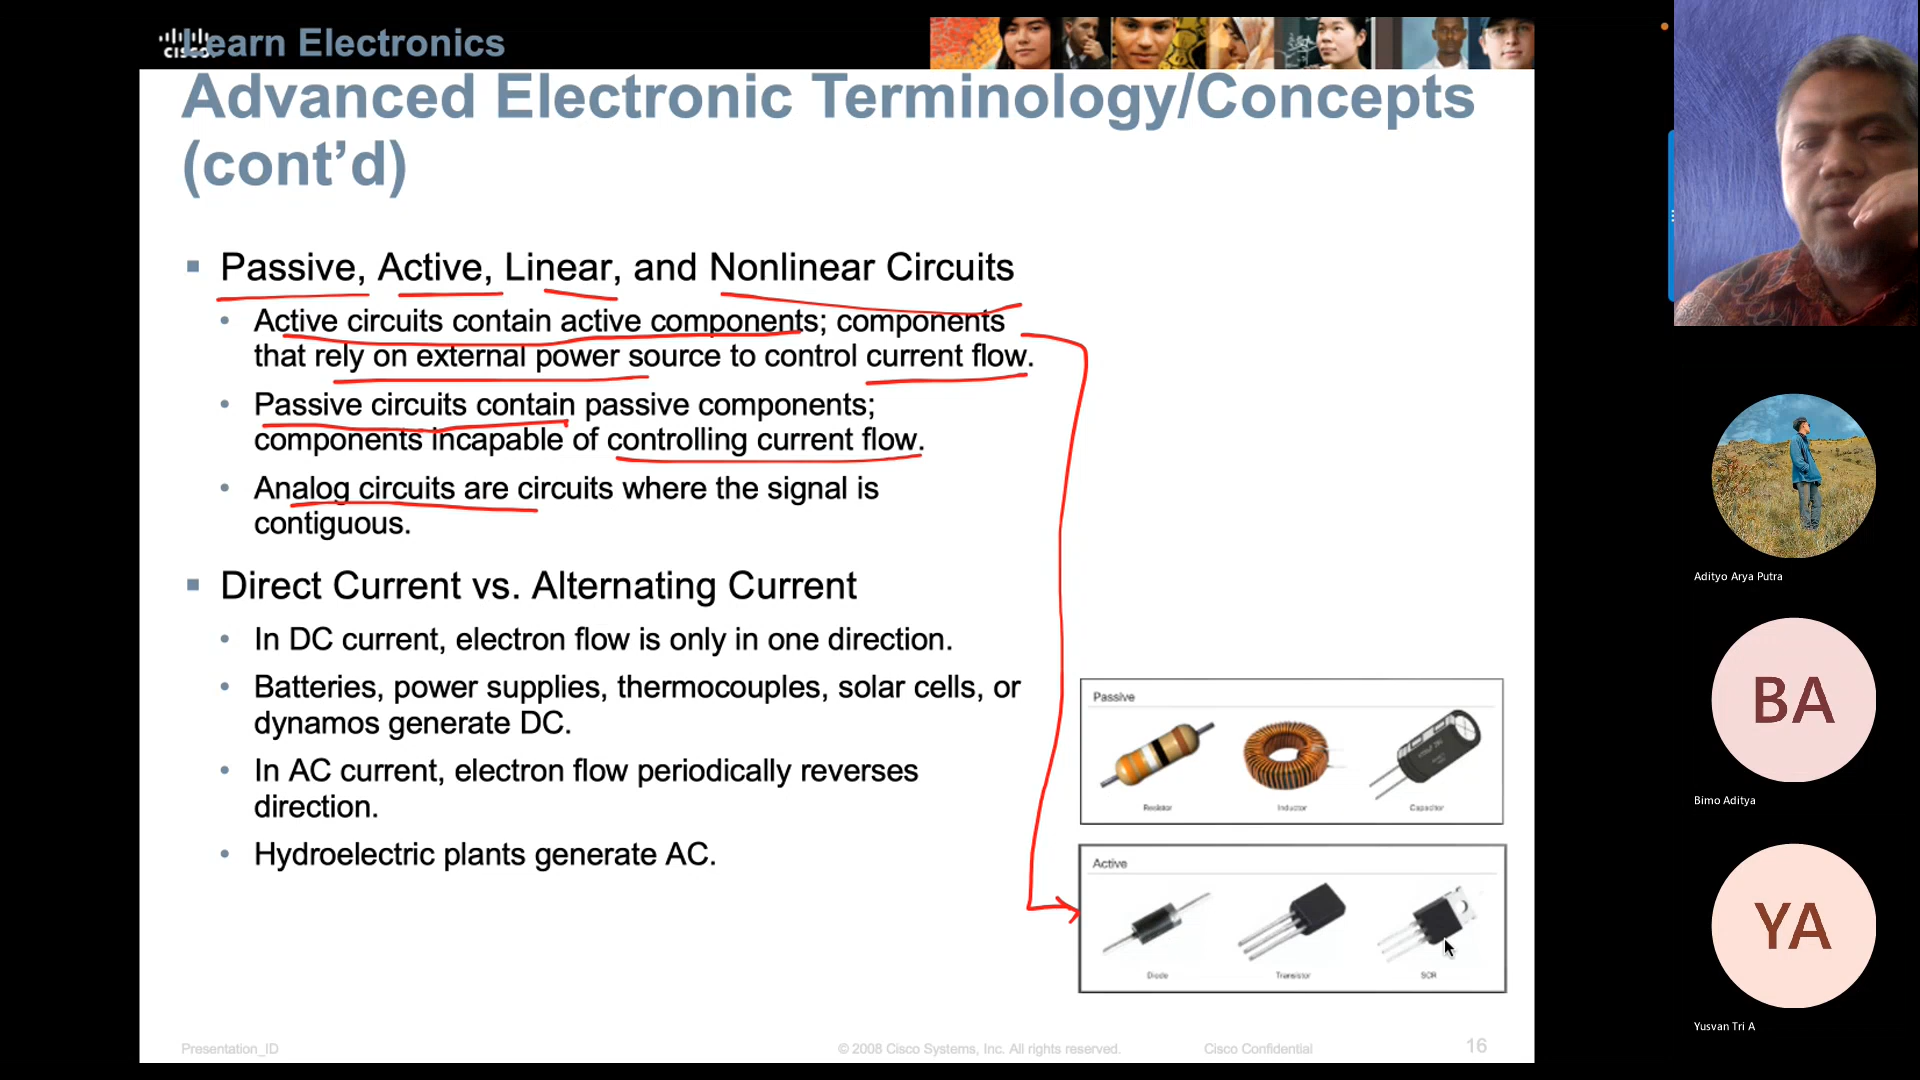 CISCO
Learn Electronics
Advanced Electronic Terminology/Concepts
(cont’d)
Passive, Active, Linear, and Nonlinear Circuits
Active circuits contain active components; components
that rely on external power source to control current flow.
Passive circuits contain passive components;
components incapable of controlling current flow.
Analog circuits are circuits where the signal is
contiguous.
Direct Current vs. Alternating Current
In DC current, electron flow is only in one direction.
Batteries, power supplies, thermocouples, solar cells, or
dynamos generate DC.
In AC current, electron flow periodically reverses
direction.
Hydroelectric plants generate AC.
Passive
Resistor Inductor Capacitor
Active
Diode Transistor SCR
Presentation_ID
© 2008 Cisco Systems, Inc. All rights reserved.
Cisco Confidential
16
Adityo Arya Putra
BA
Bimo Aditya
YA
Yusvan Tri A